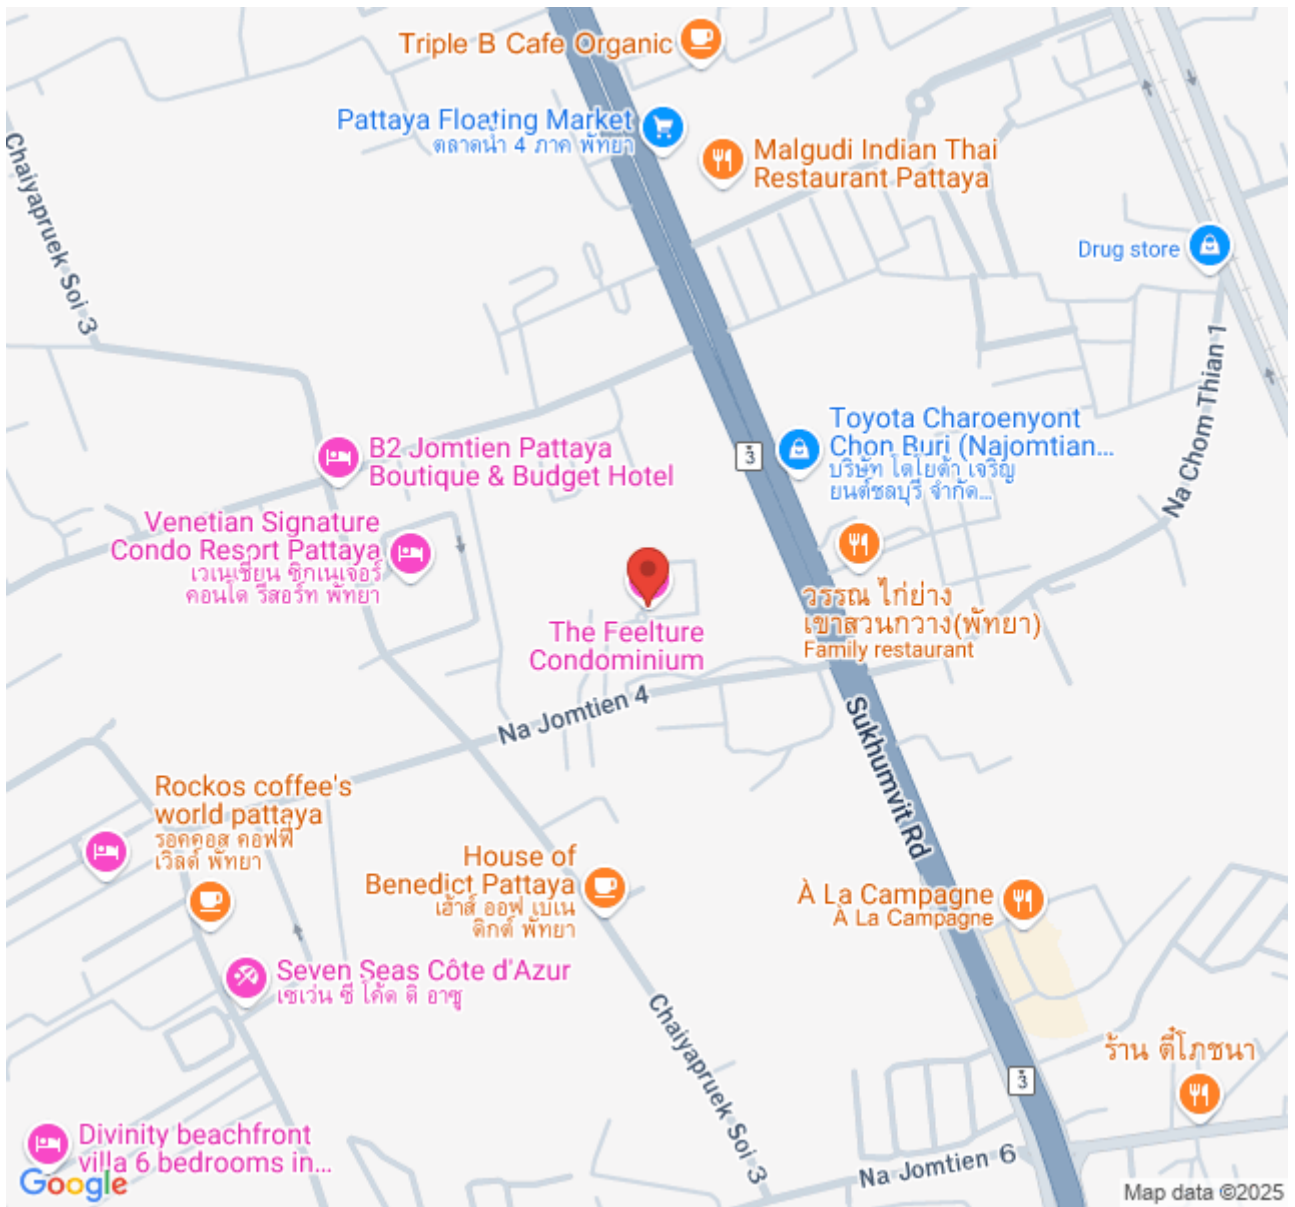 Triple B Cafe Organic
Pattaya Floating Market
ตลาดน้ำ 4 ภาค พัทยา
Malgudi Indian Thai
Restaurant Pattaya
Chaiyapruek Soi 3
Drug store
Na Chom Thian 1
Toyota Charoenyont
Chon Buri (Najomtian...
บริษัท โตโยต้า เจริญ
ยนต์ชลบุรี จำกัด...
3
B2 Jomtien Pattaya
Boutique & Budget Hotel
Venetian Signature
Condo Resort Pattaya
เวเนเชี่ยน ซิกเนเจอร์
คอนโด รีสอร์ท พัทยา
วรรณ ไก่ย่าง
เขาสวนกวาง(พัทยา)
Family restaurant
The Feelture
Condominium
Na Jomtien 4
Sukhumvit Rd
Rockos coffee's
world pattaya
รอคคอส คอฟฟี่
เวิลด์ พัทยา
House of
Benedict Pattaya
เฮ้าส์ ออฟ เบเน
ดิกต์ พัทยา
À La Campagne
À La Campagne
Seven Seas Côte d'Azur
เซเว่น ซี โค้ด ดิ อาซู
Chaiyapruek Soi 3
ร้าน ตี๋โภชนา
3
Divinity beachfront
villa 6 bedrooms in...
Na Jomtien 6
Google
Map data ©2025